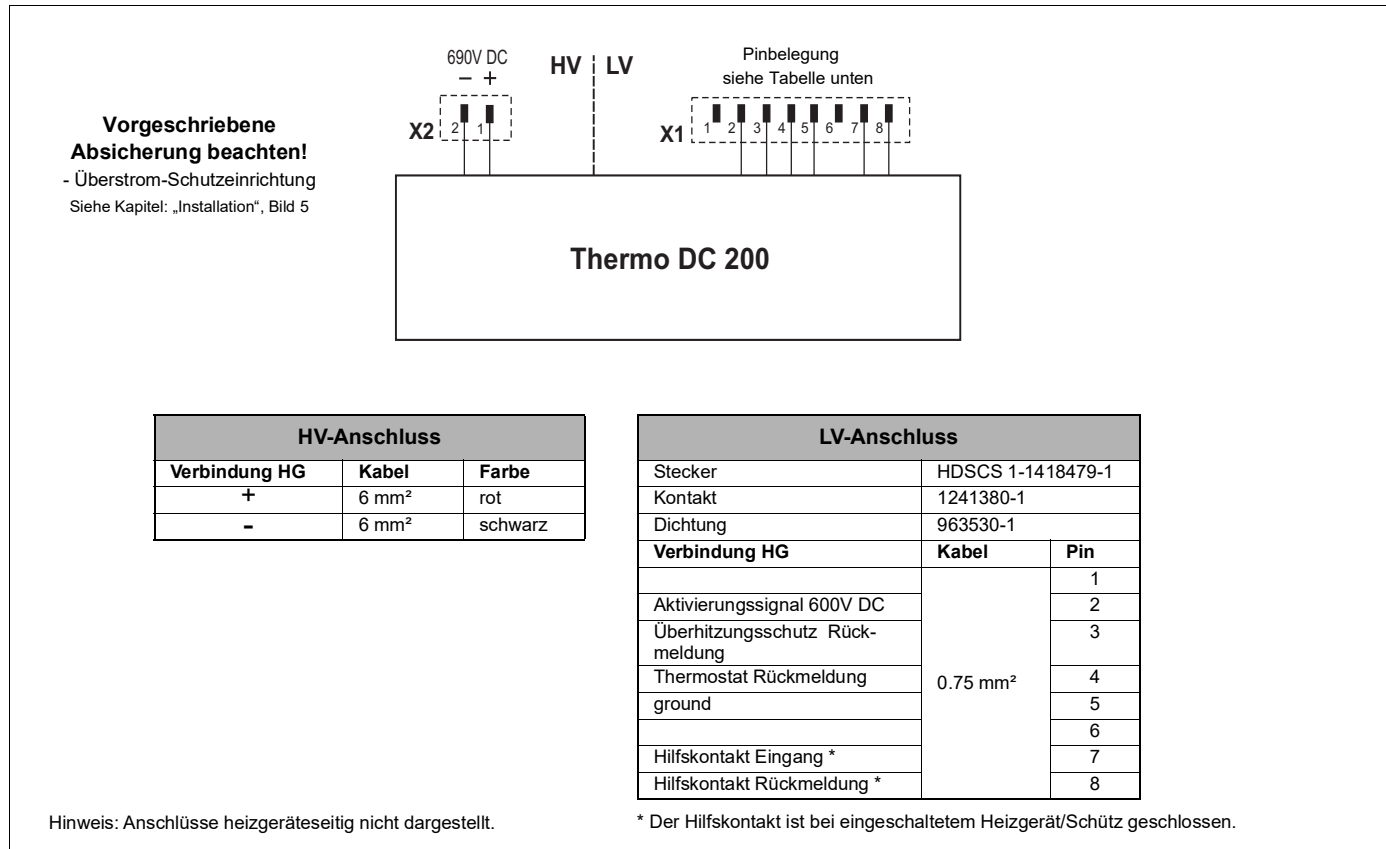 690V DC
− +
HV LV
Pinbelegung
siehe Tabelle unten
Vorgeschriebene
Absicherung beachten!
- Überstrom-Schutzeinrichtung
Siehe Kapitel: „Installation“, Bild 5
X2 2 1
X1 1 2 3 4 5 6 7 8
Thermo DC 200
HV-Anschluss
Verbindung HG Kabel Farbe
+ 6 mm² rot
- 6 mm² schwarz
LV-Anschluss
Stecker HDSCS 1-1418479-1
Kontakt 1241380-1
Dichtung 963530-1
Verbindung HG Kabel Pin
1
Aktivierungssignal 600V DC 2
Überhitzungsschutz Rück- 3
meldung
Thermostat Rückmeldung 0.75 mm² 4
ground 5
6
Hilfskontakt Eingang * 7
Hilfskontakt Rückmeldung * 8
Hinweis: Anschlüsse heizgeräteseitig nicht dargestellt.
* Der Hilfskontakt ist bei eingeschaltetem Heizgerät/Schütz geschlossen.